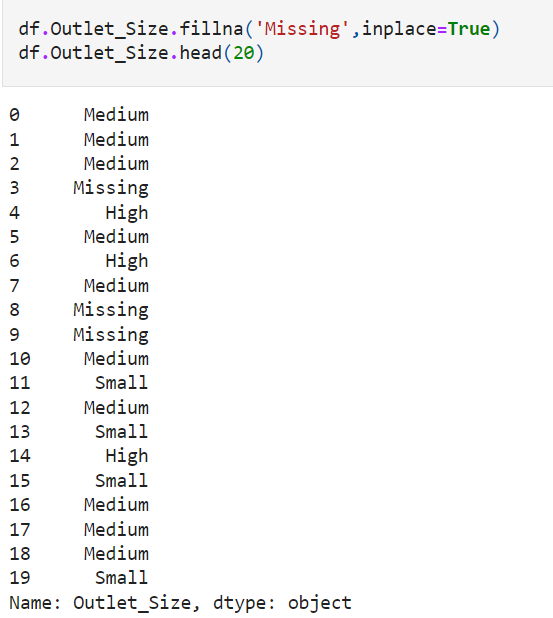 df.Outlet_Size.fillna('Missing',inplace=True)
df.Outlet_Size.head(20)
0 Medium
1 Medium
2 Medium
3 Missing
4 High
5 Medium
6 High
7 Medium
8 Missing
9 Missing
10 Medium
11 Small
12 Medium
13 Small
14 High
15 Small
16 Medium
17 Medium
18 Medium
19 Small
Name: Outlet_Size, dtype: object